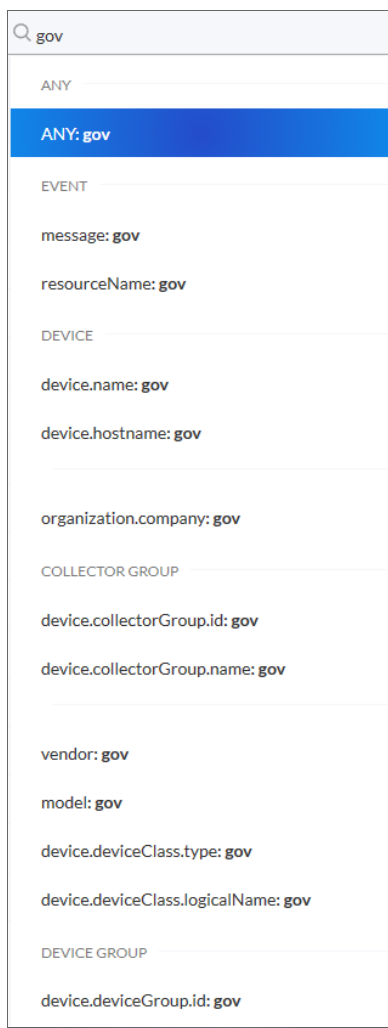 gov
ANY
ANY: gov
EVENT
message: gov
resourceName: gov
DEVICE
device.name: gov
device.hostname: gov
organization.company: gov
COLLECTOR GROUP
device.collectorGroup.id: gov
device.collectorGroup.name: gov
vendor: gov
model: gov
device.deviceClass.type: gov
device.deviceClass.logicalName: gov
DEVICE GROUP
device.deviceGroup.id: gov